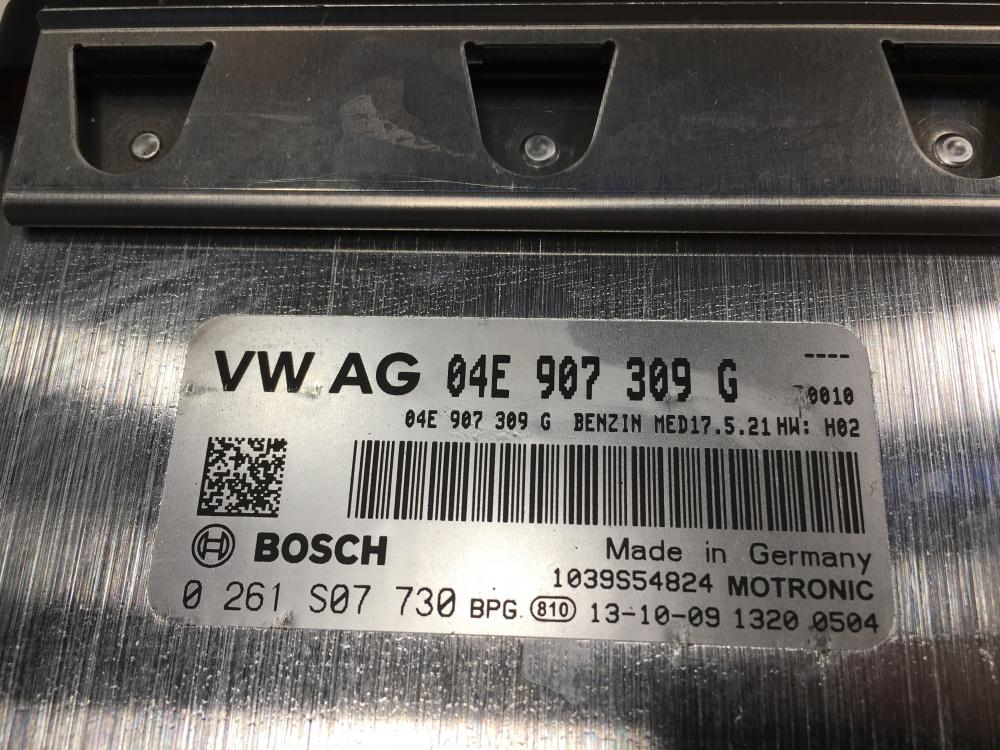 VW AG 04E 907 309 G ----
0010
04E 907 309 G BENZIN MED17.5.21 HW: H02
BOSCH
Made in Germany
1039S54824 MOTRONIC
0 261 S07 730 BPG. 810 13-10-09 1320 0504